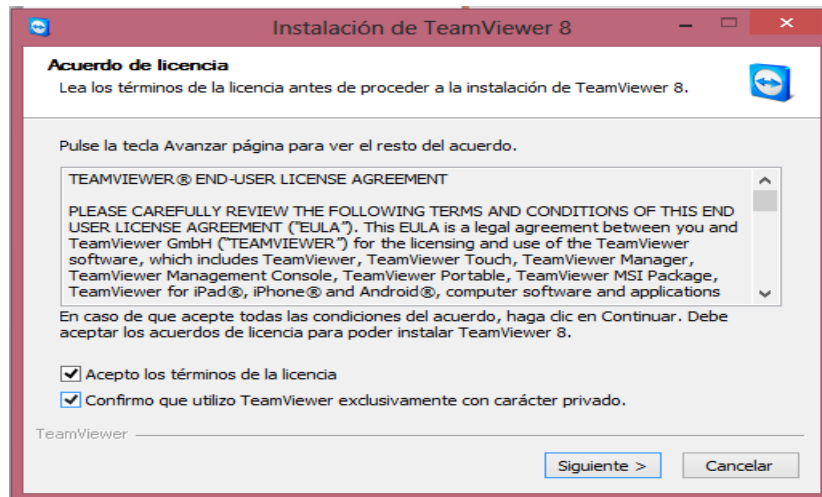 Instalación de TeamViewer 8
Acuerdo de licencia
Lea los términos de la licencia antes de proceder a la instalación de TeamViewer 8.
Pulse la tecla Avanzar página para ver el resto del acuerdo.
TEAMVIEWER® END-USER LICENSE AGREEMENT
PLEASE CAREFULLY REVIEW THE FOLLOWING TERMS AND CONDITIONS OF THIS END
USER LICENSE AGREEMENT ("EULA"). This EULA is a legal agreement between you and
TeamViewer GmbH ("TEAMVIEWER") for the licensing and use of the TeamViewer
software, which includes TeamViewer, TeamViewer Touch, TeamViewer Manager,
TeamViewer Management Console, TeamViewer Portable, TeamViewer MSI Package,
TeamViewer for iPad®, iPhone® and Android®, computer software and applications
En caso de que acepte todas las condiciones del acuerdo, haga clic en Continuar. Debe
aceptar los acuerdos de licencia para poder instalar TeamViewer 8.
Acepto los términos de la licencia
Confirmo que utilizo TeamViewer exclusivamente con carácter privado.
TeamViewer
Siguiente >
Cancelar